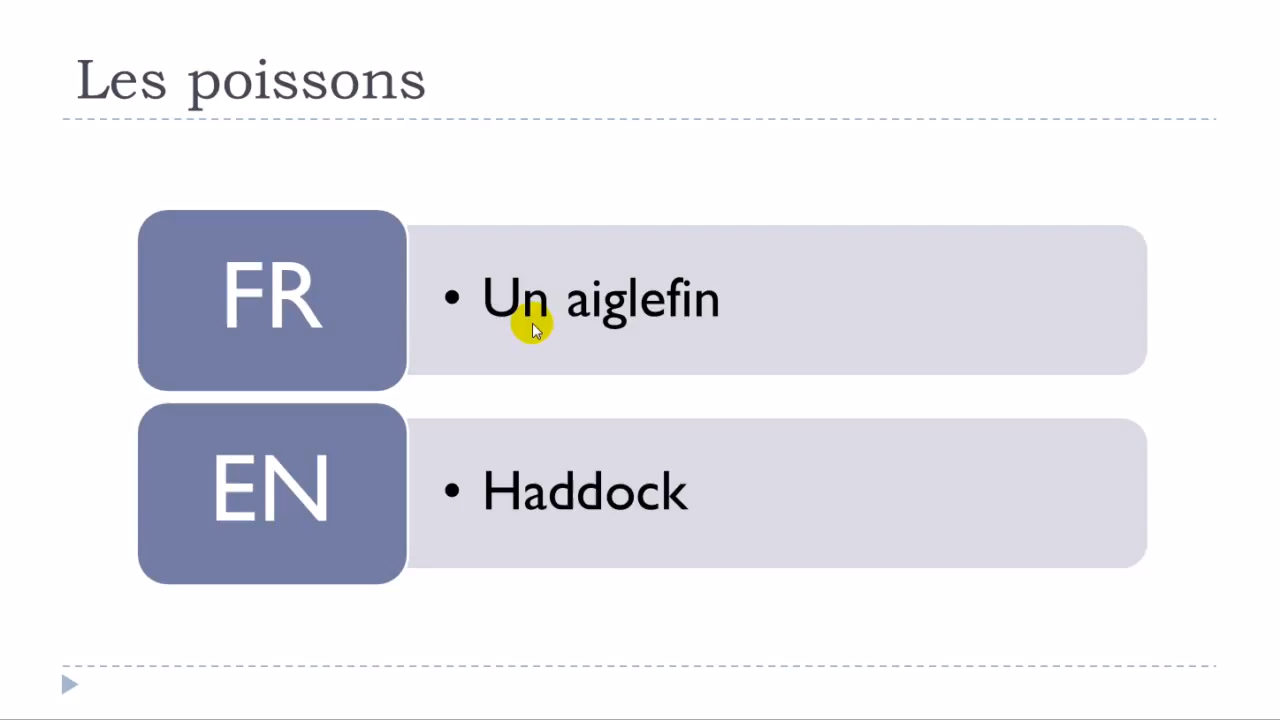 Les poissons
FR
• Un aiglefin
EN
• Haddock